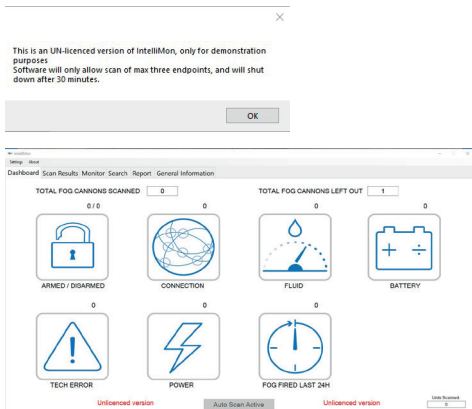 This is an UN-licenced version of IntelliMon, only for demonstration
purposes
Software will only allow scan of max three endpoints, and will shut
down after 30 minutes.
OK
IntelliMon
Settings About
Dashboard Scan Results Monitor Search Report General Information
TOTAL FOG CANNONS SCANNED 0 TOTAL FOG CANNONS LEFT OUT 1
0 / 0 0 0 0
ARMED / DISARMED CONNECTION FLUID BATTERY
0 0 0
TECH ERROR POWER FOG FIRED LAST 24H
Unlicenced version Auto Scan Active Unlicenced version Units Scanned
0